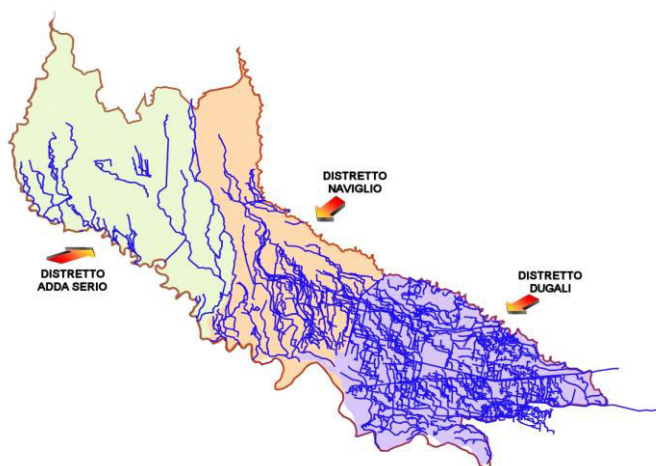 DISTRETTO
NAVIGLIO
DISTRETTO
ADDA SERIO
DISTRETTO
DUGALI